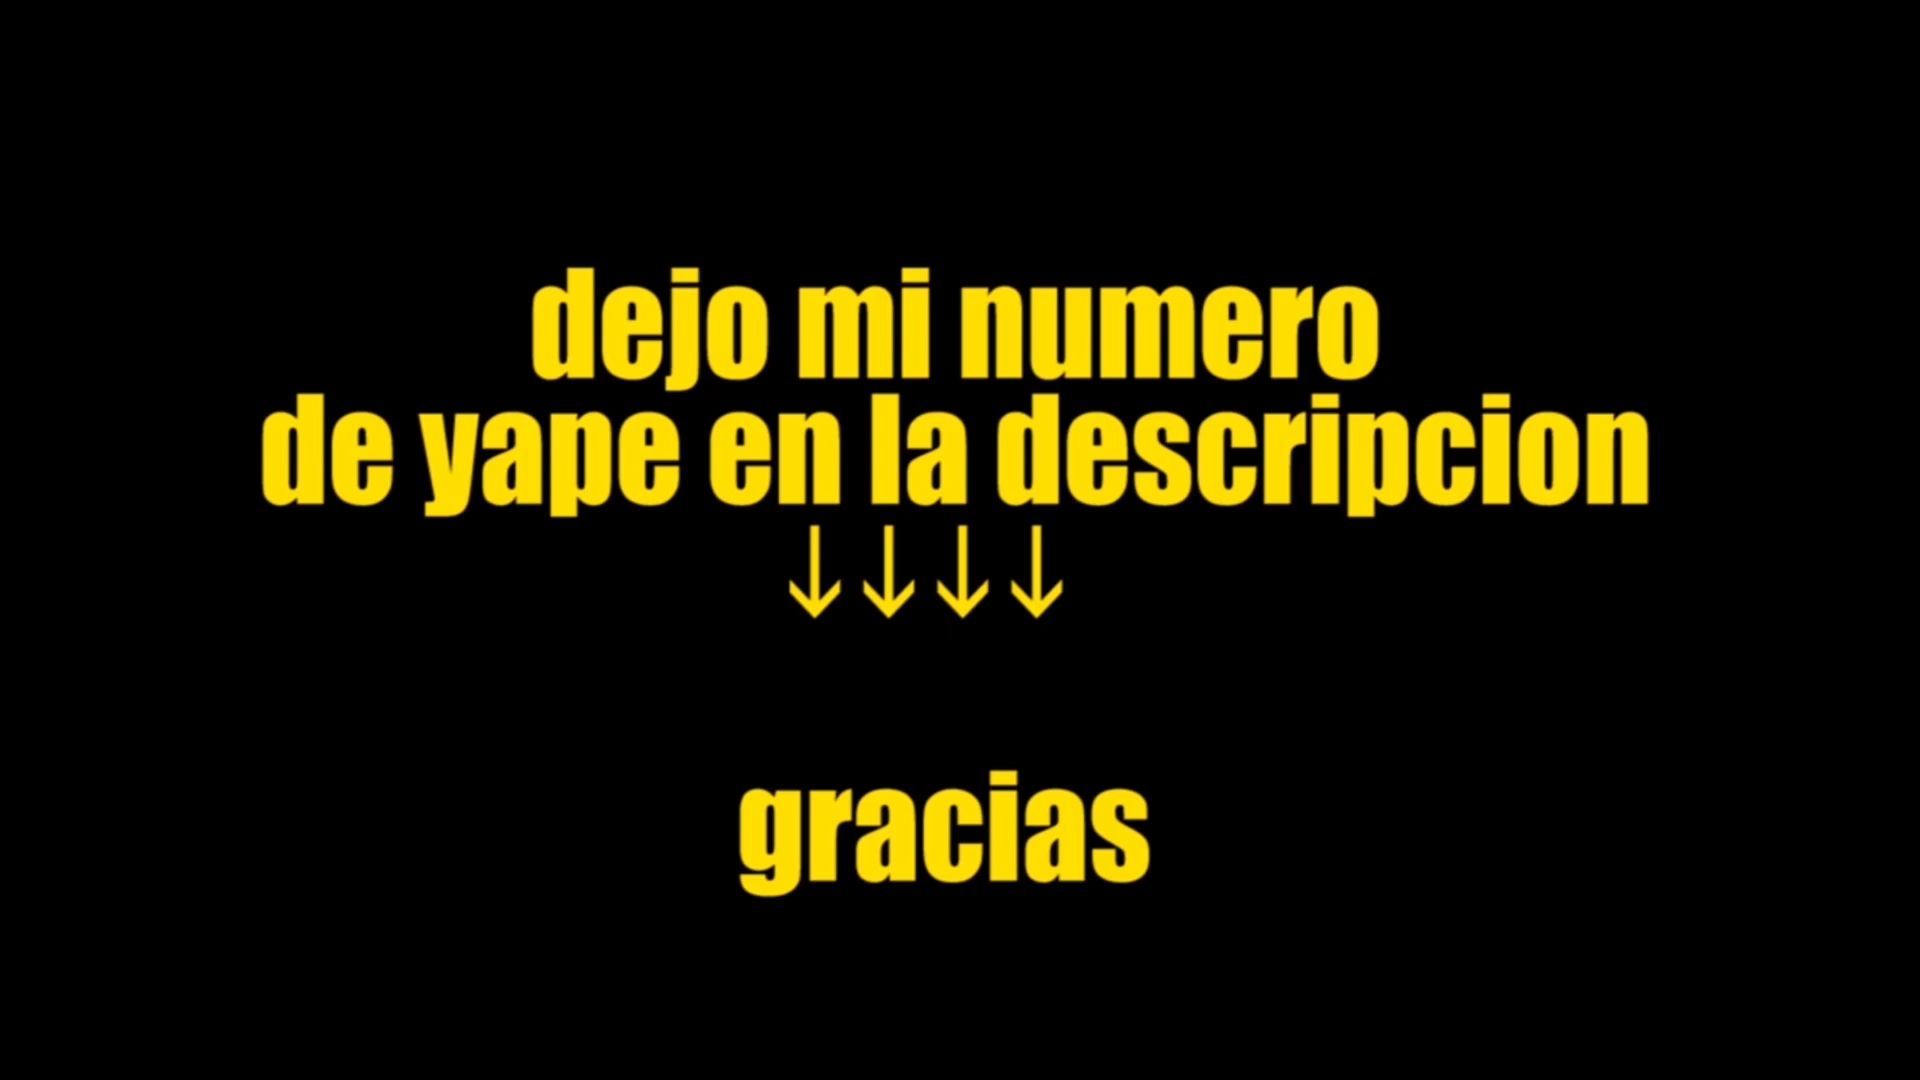 dejo mi numero
de yape en la descripcion
↓↓↓↓
gracias